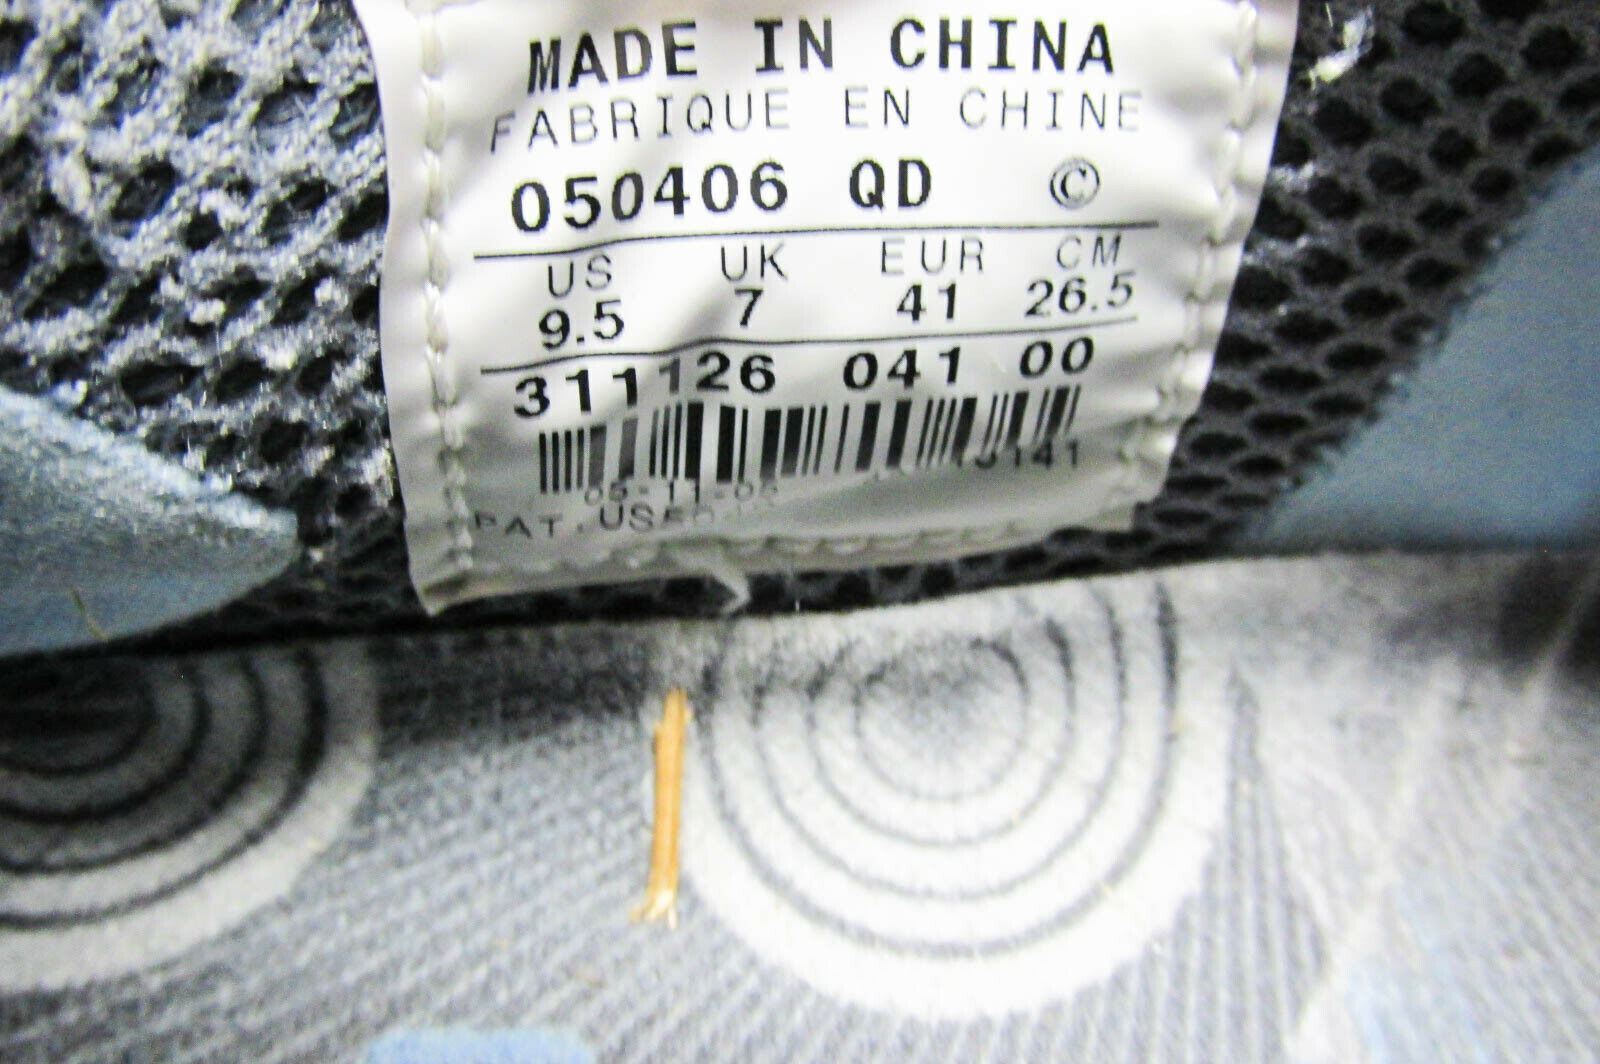 MADE IN CHINA
FABRIQUE EN CHINE
050406 QD ©
US UK EUR CM
9.5 7 41 26.5
311126 041 00
PAT.